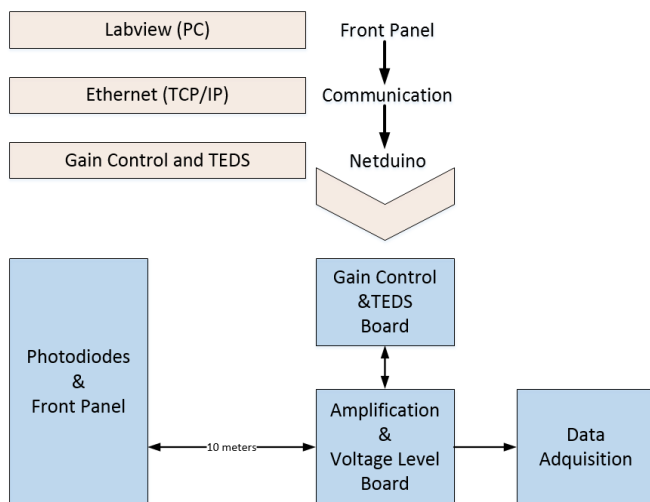 Labview (PC)
Front Panel
Ethernet (TCP/IP)
Communication
Gain Control and TEDS
Netduino
Gain Control
&TEDS
Board
Photodiodes
&
Front Panel
10 meters
Amplification
&
Voltage Level
Board
Data
Adquisition